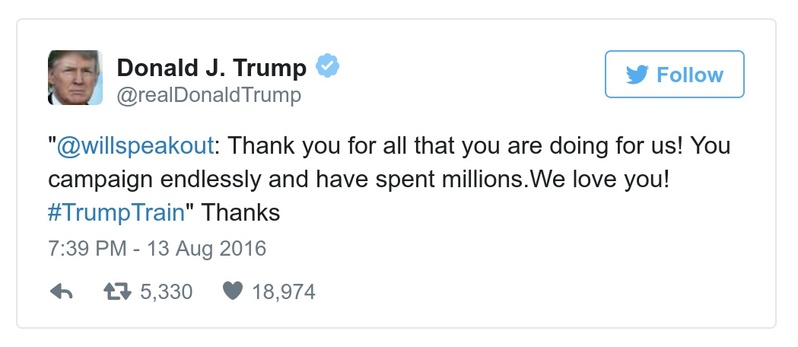 Donald J. Trump
@realDonaldTrump
Follow
"@willspeakout: Thank you for all that you are doing for us! You
campaign endlessly and have spent millions.We love you!
#TrumpTrain" Thanks
7:39 PM - 13 Aug 2016
5,330 18,974